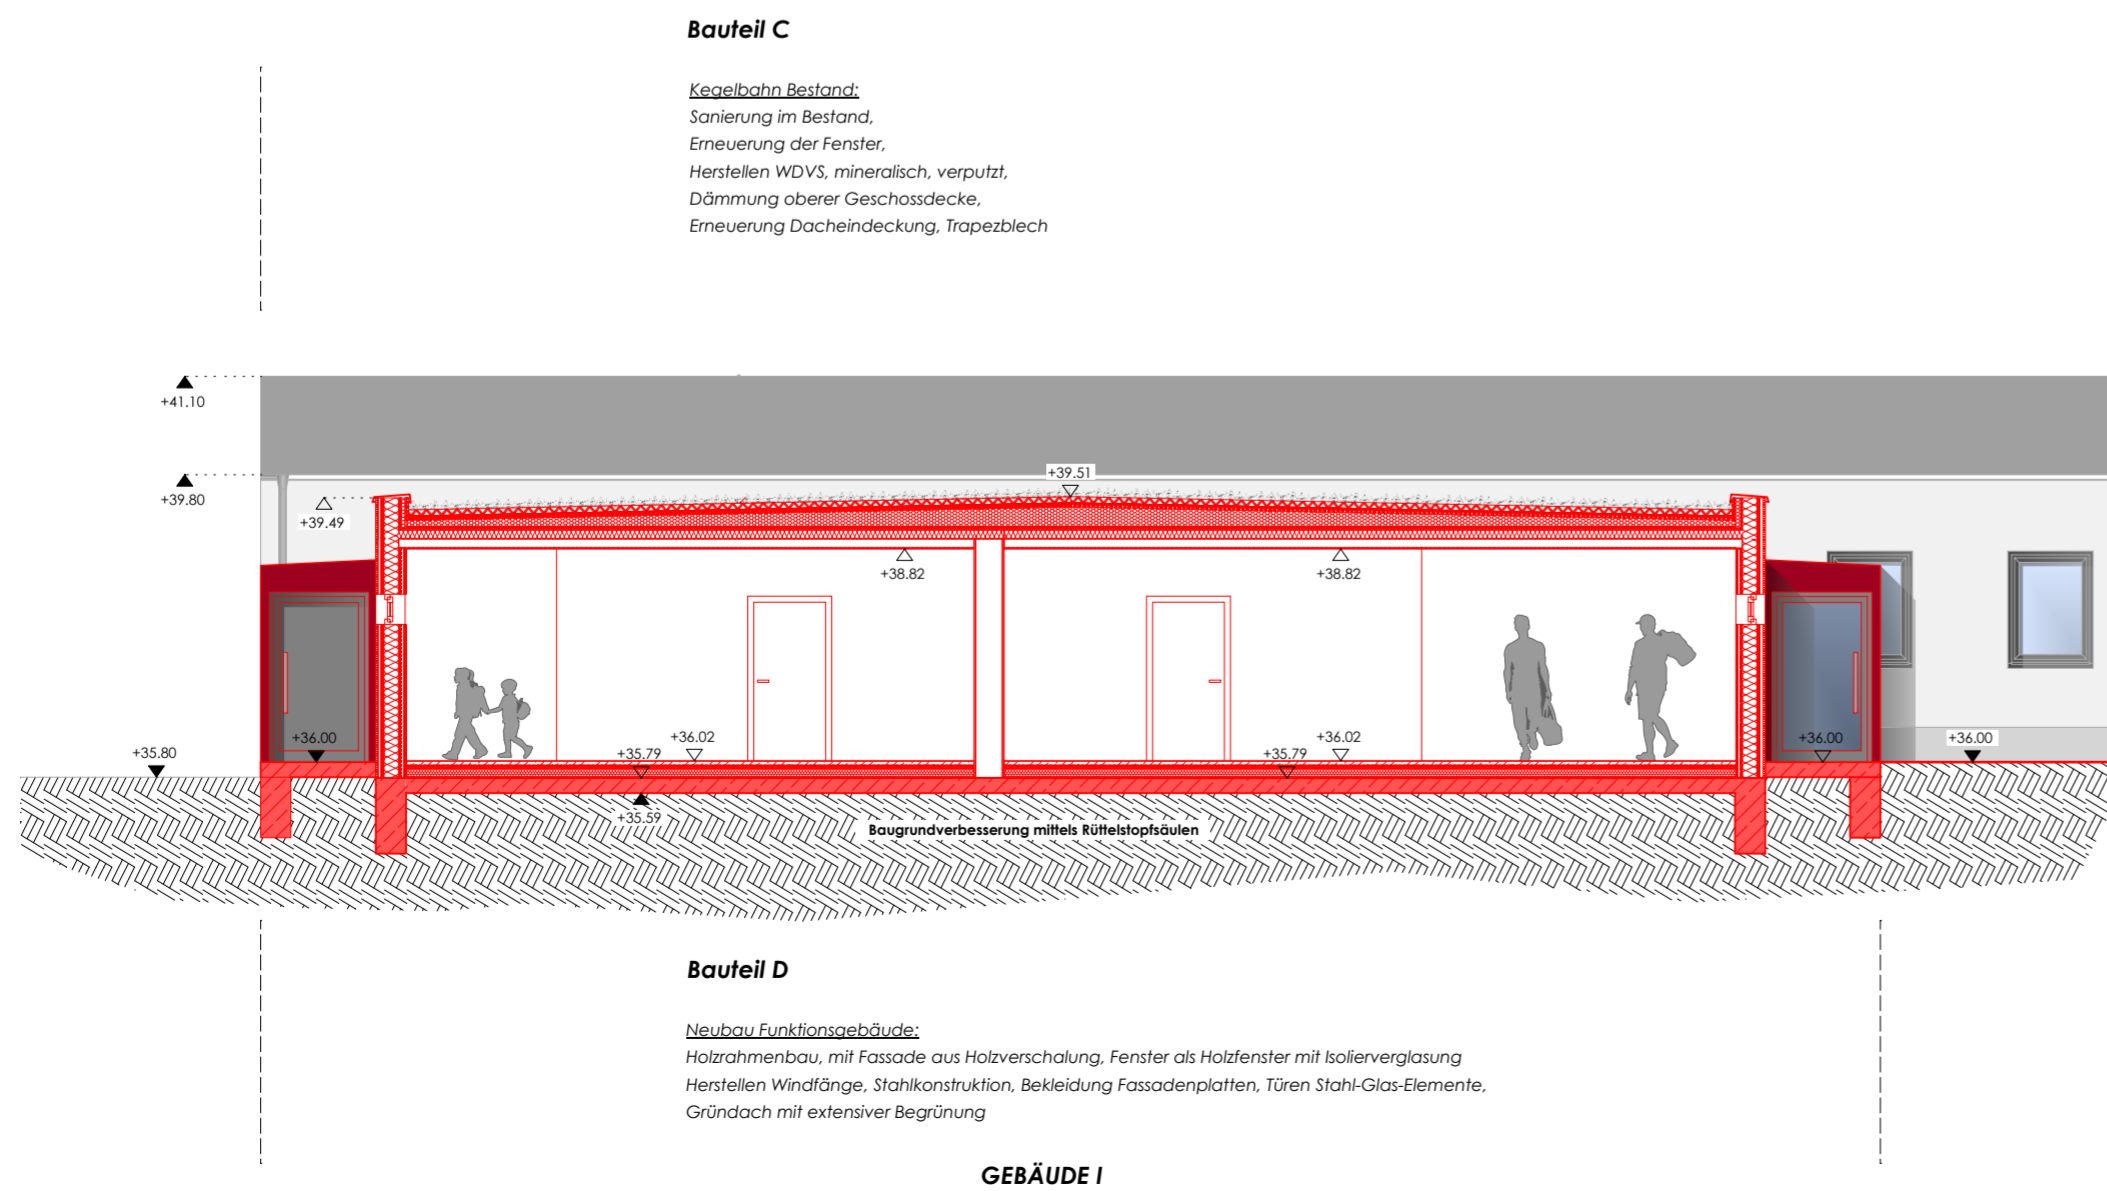 Bauteil C
Kegelbahn Bestand:
Sanierung im Bestand,
Erneuerung der Fenster,
Herstellen WDVS, mineralisch, verputzt,
Dämmung oberer Geschossdecke,
Erneuerung Dacheindeckung, Trapezblech
+41.10
+39.80
+39.49
+39.51
+38.82
+38.82
+35.80
+36.00
+35.79
+36.02
+35.59
+35.79
+36.02
+36.00
+36.00
Baugrundverbesserung mittels Rüttelstopfsäulen
Bauteil D
Neubau Funktionsgebäude:
Holzrahmenbau, mit Fassade aus Holzverschalung, Fenster als Holzfenster mit Isolierverglasung
Herstellen Windfänge, Stahlkonstruktion, Bekleidung Fassadenplatten, Türen Stahl-Glas-Elemente,
Gründach mit extensiver Begrünung
GEBÄUDE I